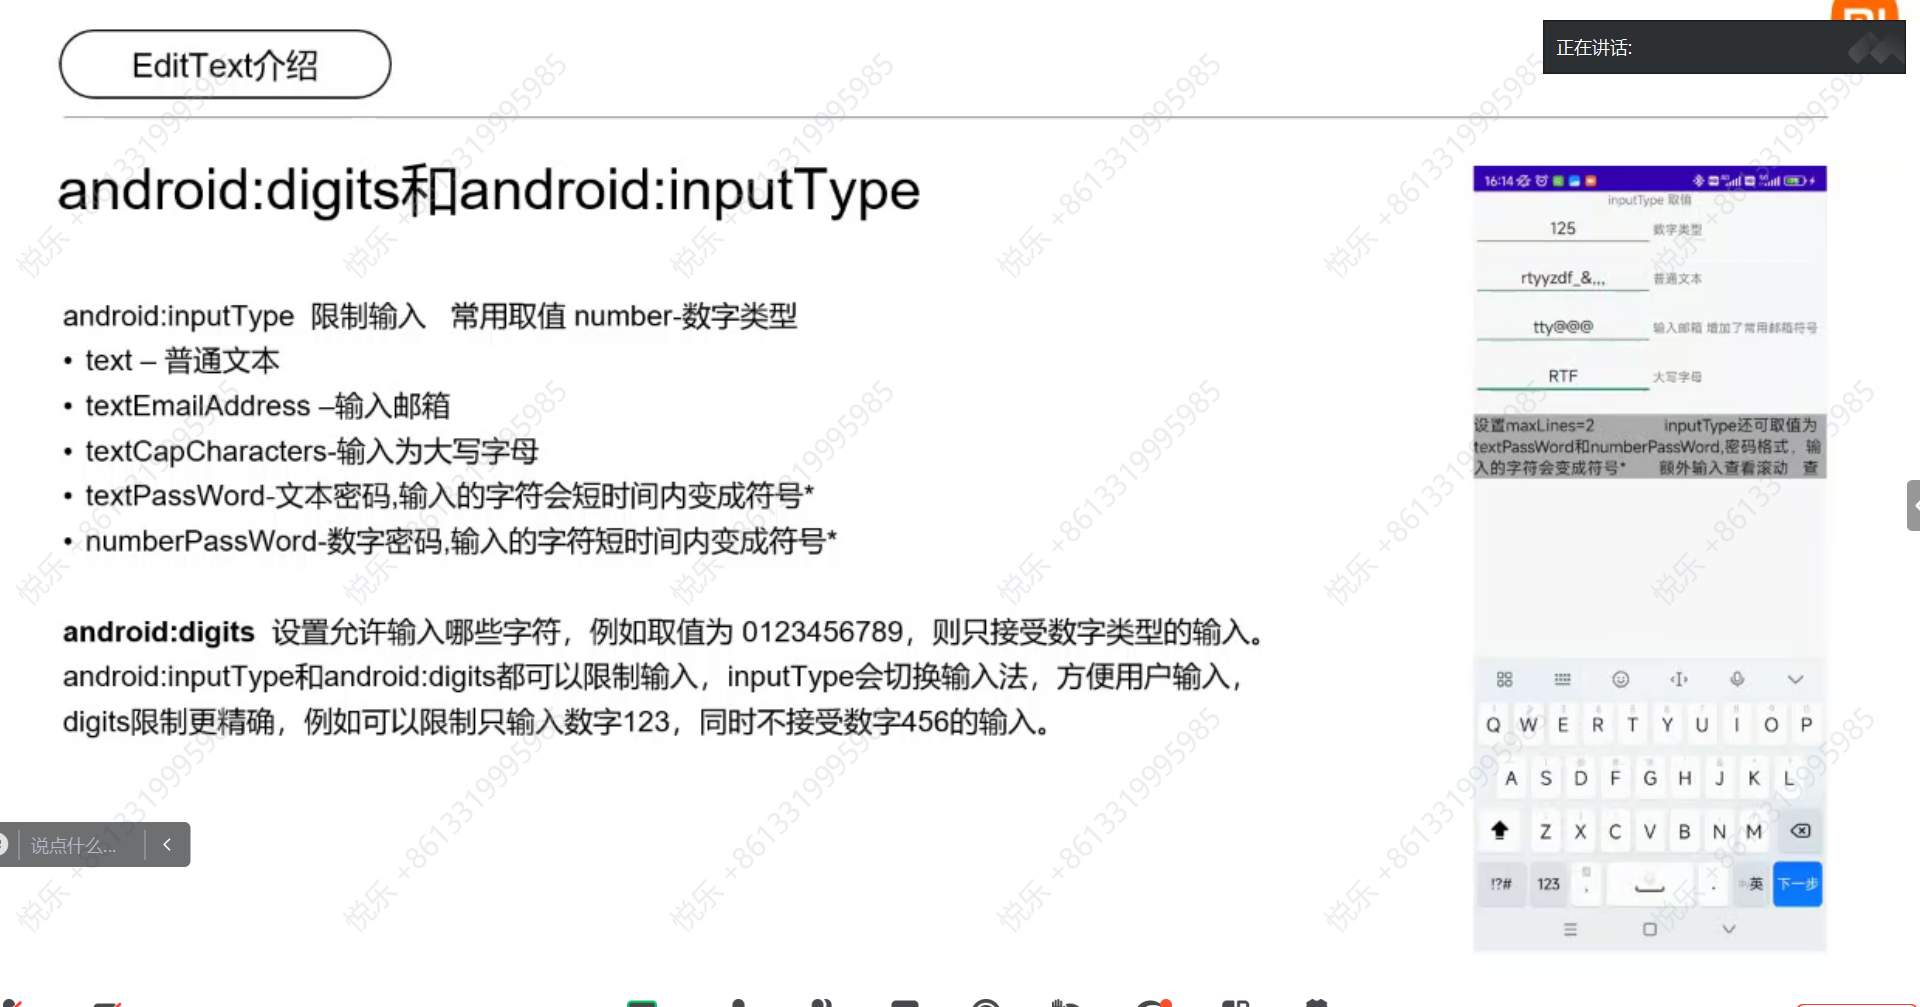 EditText介绍
正在讲话:
android:digits和android:inputType
android:inputType 限制输入 常用取值 number-数字类型
• text – 普通文本
• textEmailAddress –输入邮箱
• textCapCharacters-输入为大写字母
• textPassWord-文本密码,输入的字符会短时间内变成符号*
• numberPassWord-数字密码,输入的字符短时间内变成符号*
android:digits 设置允许输入哪些字符，例如取值为 0123456789，则只接受数字类型的输入。
android:inputType和android:digits都可以限制输入，inputType会切换输入法，方便用户输入，
digits限制更精确，例如可以限制只输入数字123，同时不接受数字456的输入。
16:14
inputType 取值
125 数字类型
rtyyzdf_&,,, 普通文本
tty@@@ 输入邮箱 增加了常用邮箱符号
RTF 大写字母
设置maxLines=2 inputType还可取值为
textPassWord和numberPassWord,密码格式，输
入的字符会变成符号* 额外输入查看滚动 查
Q W E R T Y U I O P
A S D F G H J K L
Z X C V B N M
!?# 123 , . 英 下一步
说点什么...
悦乐 +8613319995985